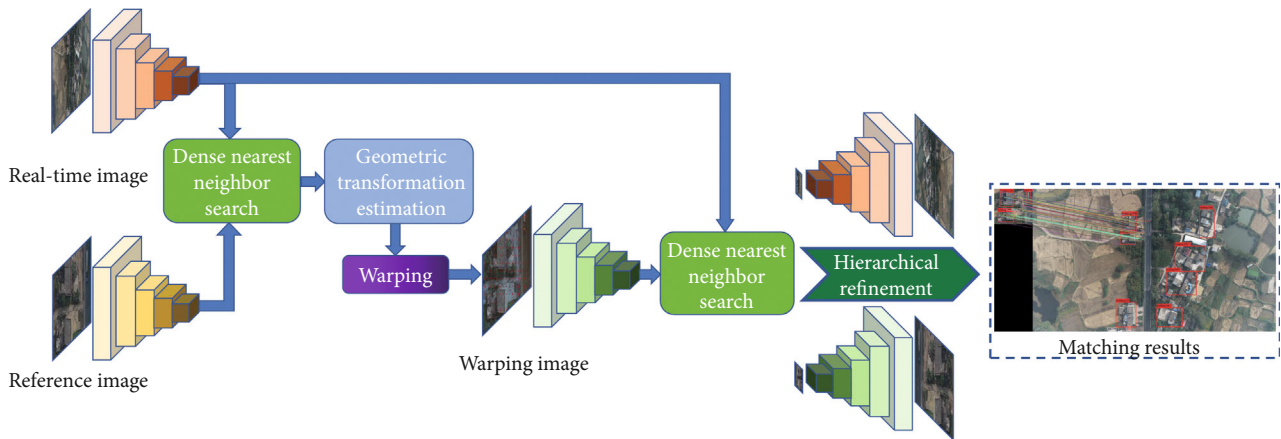 Real-time image
Dense nearest
neighbor
search
Geometric
transformation
estimation
Warping
Reference image
Warping image
Dense nearest
neighbor
search
Hierarchical
refinement
Matching results